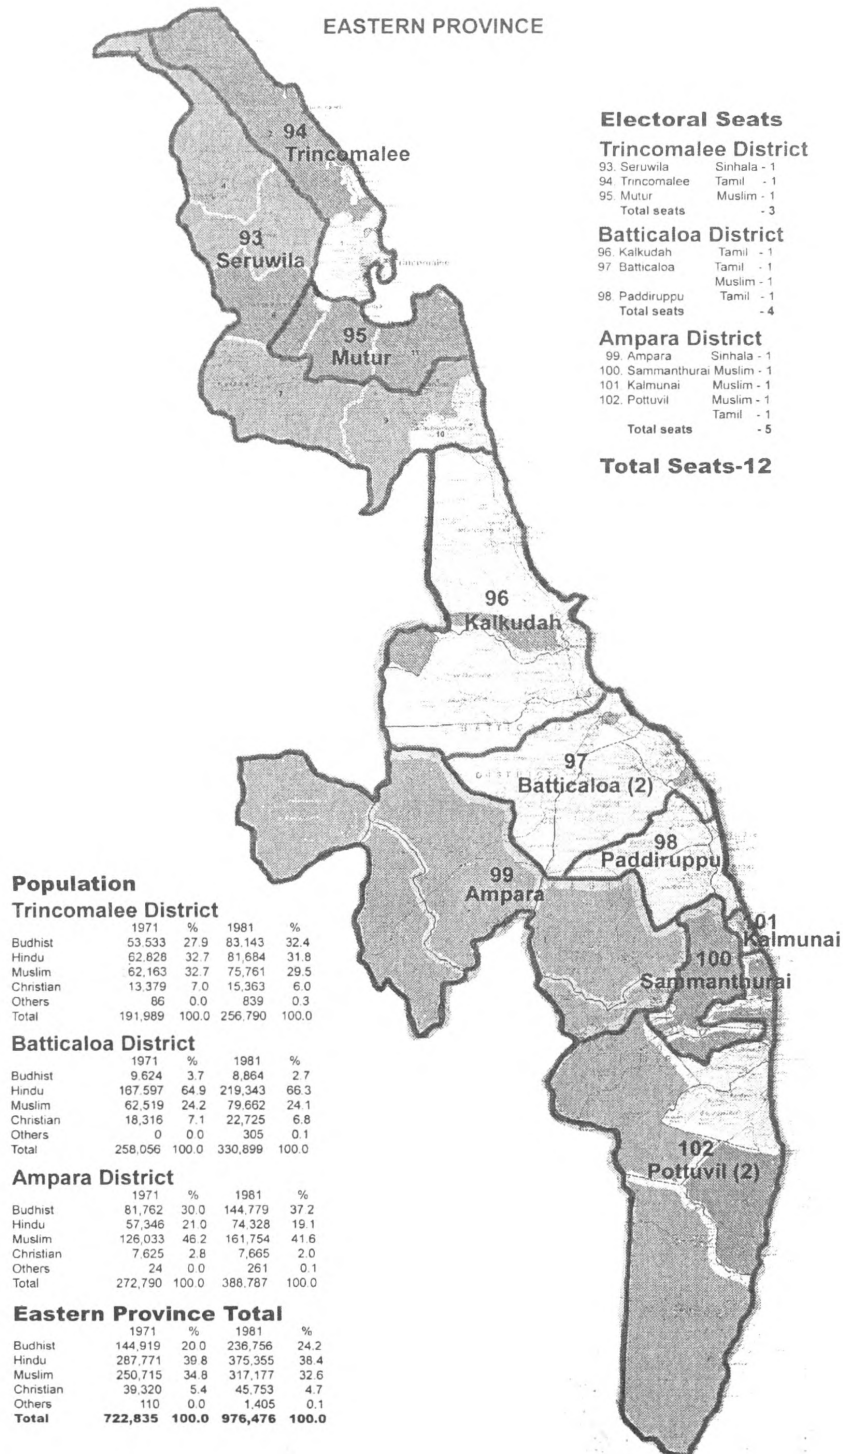 EASTERN PROVINCE
94
Trincomalee
93
Seruwila
95
Mutur
10
96
Kalkudah
97
Batticaloa (2)
98
Paddiruppu
99
Ampara
101
Kalmunai
100
Sammanthurai
102
Pottuvil (2)
Electoral Seats
Trincomalee District
93. Seruwila Sinhala - 1
94. Trincomalee Tamil - 1
95. Mutur Muslim - 1
Total seats - 3
Batticaloa District
96. Kalkudah Tamil - 1
97. Batticaloa Tamil - 1
Muslim - 1
98. Paddiruppu Tamil - 1
Total seats - 4
Ampara District
99. Ampara Sinhala - 1
100. Sammanthurai Muslim - 1
101 Kalmunai Muslim - 1
102. Pottuvil Muslim - 1
Tamil - 1
Total seats - 5
Total Seats-12
Population
Trincomalee District
1971 % 1981 %
Budhist 53,533 27.9 83,143 32.4
Hindu 62,828 32.7 81,684 31.8
Muslim 62,163 32.7 75,761 29.5
Christian 13,379 7.0 15,363 6.0
Others 86 0.0 839 0.3
Total 191,989 100.0 256,790 100.0
Batticaloa District
1971 % 1981 %
Budhist 9,624 3.7 8,864 2.7
Hindu 167,597 64.9 219,343 66.3
Muslim 62,519 24.2 79,662 24.1
Christian 18,316 7.1 22,725 6.8
Others 0 0.0 305 0.1
Total 258,056 100.0 330,899 100.0
Ampara District
1971 % 1981 %
Budhist 81,762 30.0 144,779 37.2
Hindu 57,346 21.0 74,328 19.1
Muslim 126,033 46.2 161,754 41.6
Christian 7,625 2.8 7,665 2.0
Others 24 0.0 261 0.1
Total 272,790 100.0 388,787 100.0
Eastern Province Total
1971 % 1981 %
Budhist 144,919 20.0 236,756 24.2
Hindu 287,771 39.8 375,355 38.4
Muslim 250,715 34.8 317,177 32.6
Christian 39,320 5.4 45,753 4.7
Others 110 0.0 1,405 0.1
Total 722,835 100.0 976,476 100.0